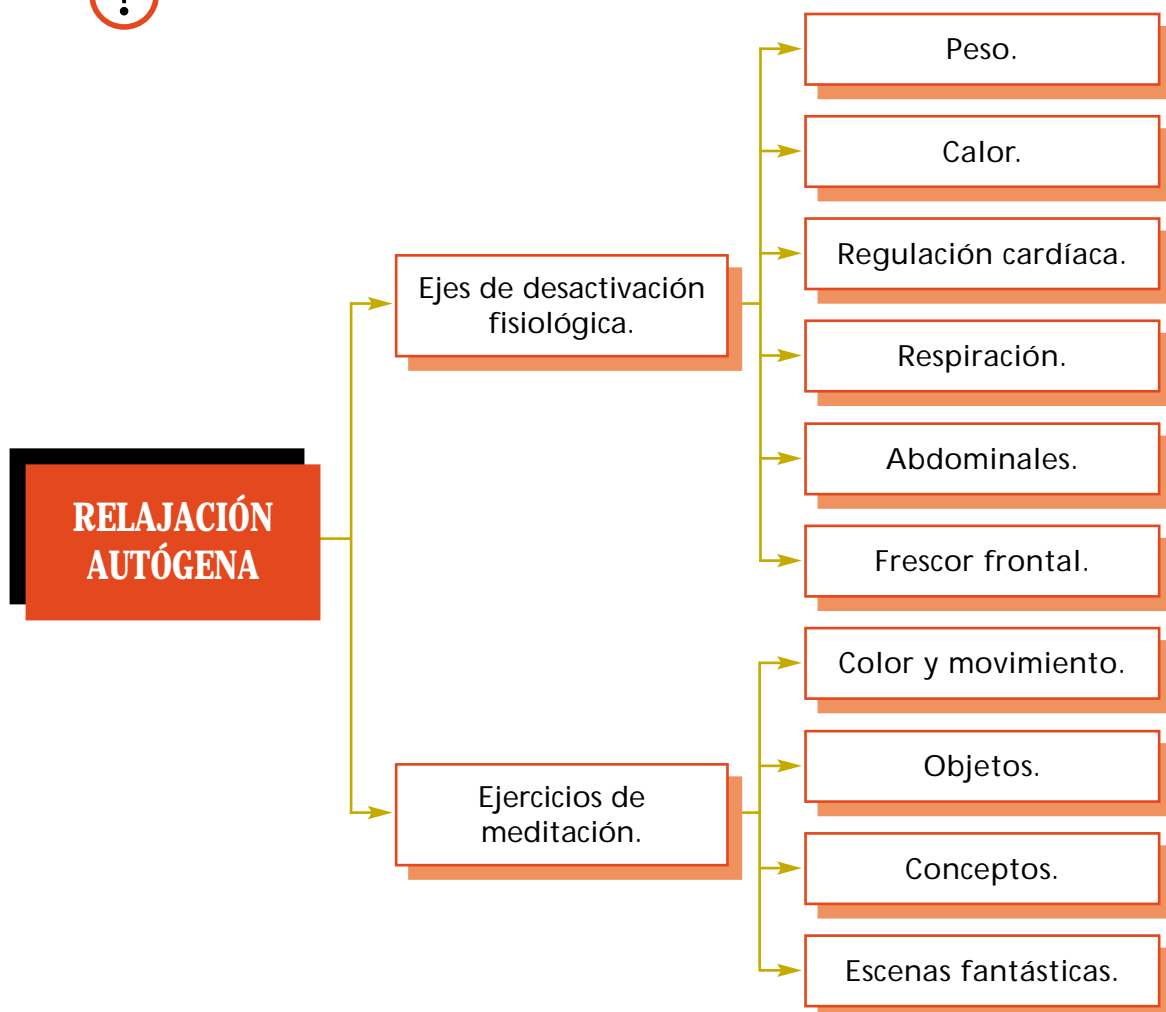 Peso.
Calor.
Regulación cardíaca.
Ejes de desactivación
fisiológica.
Respiración.
Abdominales.
RELAJACIÓN
AUTÓGENA
Frescor frontal.
Color y movimiento.
Objetos.
Ejercicios de
meditación.
Conceptos.
Escenas fantásticas.